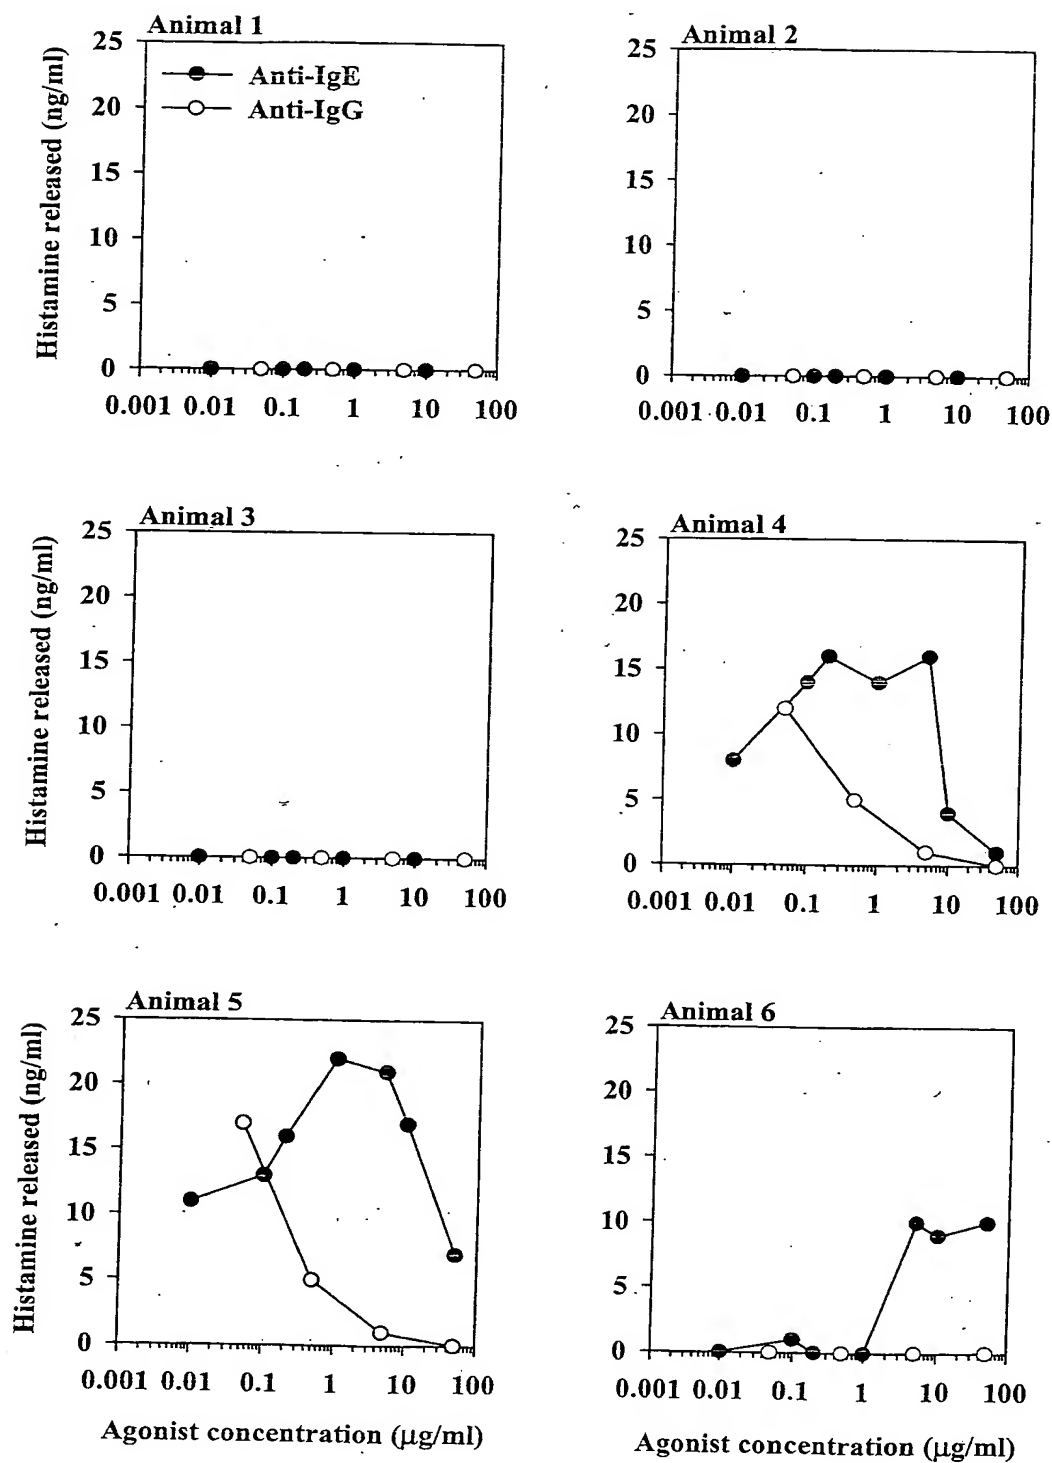 Animal 1
Histamine released (ng/ml)
25
20
15
10
5
0
Anti-IgE
Anti-IgG
0.001 0.01 0.1 1 10 100
Animal 2
25
20
15
10
5
0
0.001 0.01 0.1 1 10 100
Animal 3
Histamine released (ng/ml)
25
20
15
10
5
0
0.001 0.01 0.1 1 10 100
Animal 4
25
20
15
10
5
0
0.001 0.01 0.1 1 10 100
Animal 5
Histamine released (ng/ml)
25
20
15
10
5
0
0.001 0.01 0.1 1 10 100
Agonist concentration (μg/ml)
Animal 6
25
20
15
10
5
0
0.001 0.01 0.1 1 10 100
Agonist concentration (μg/ml)